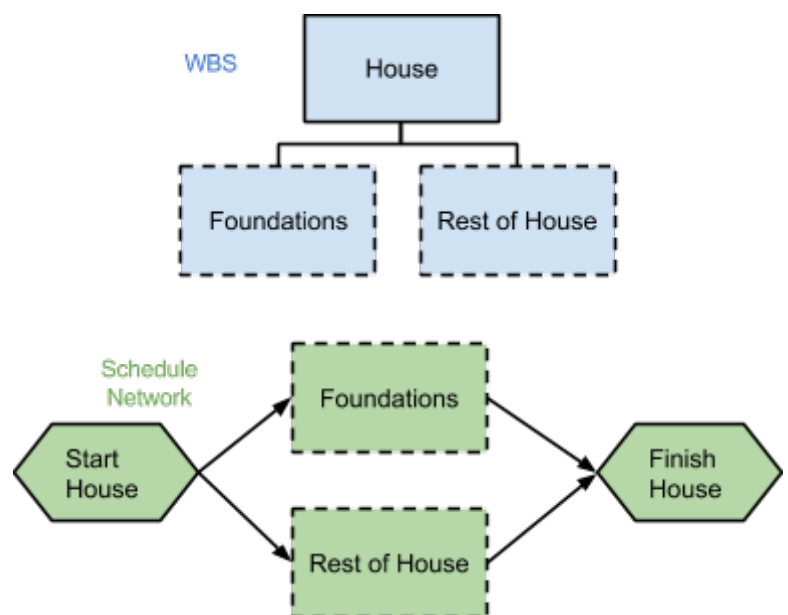 WBS
House
Foundations
Rest of House
Schedule
Network
Foundations
Start
House
Finish
House
Rest of House